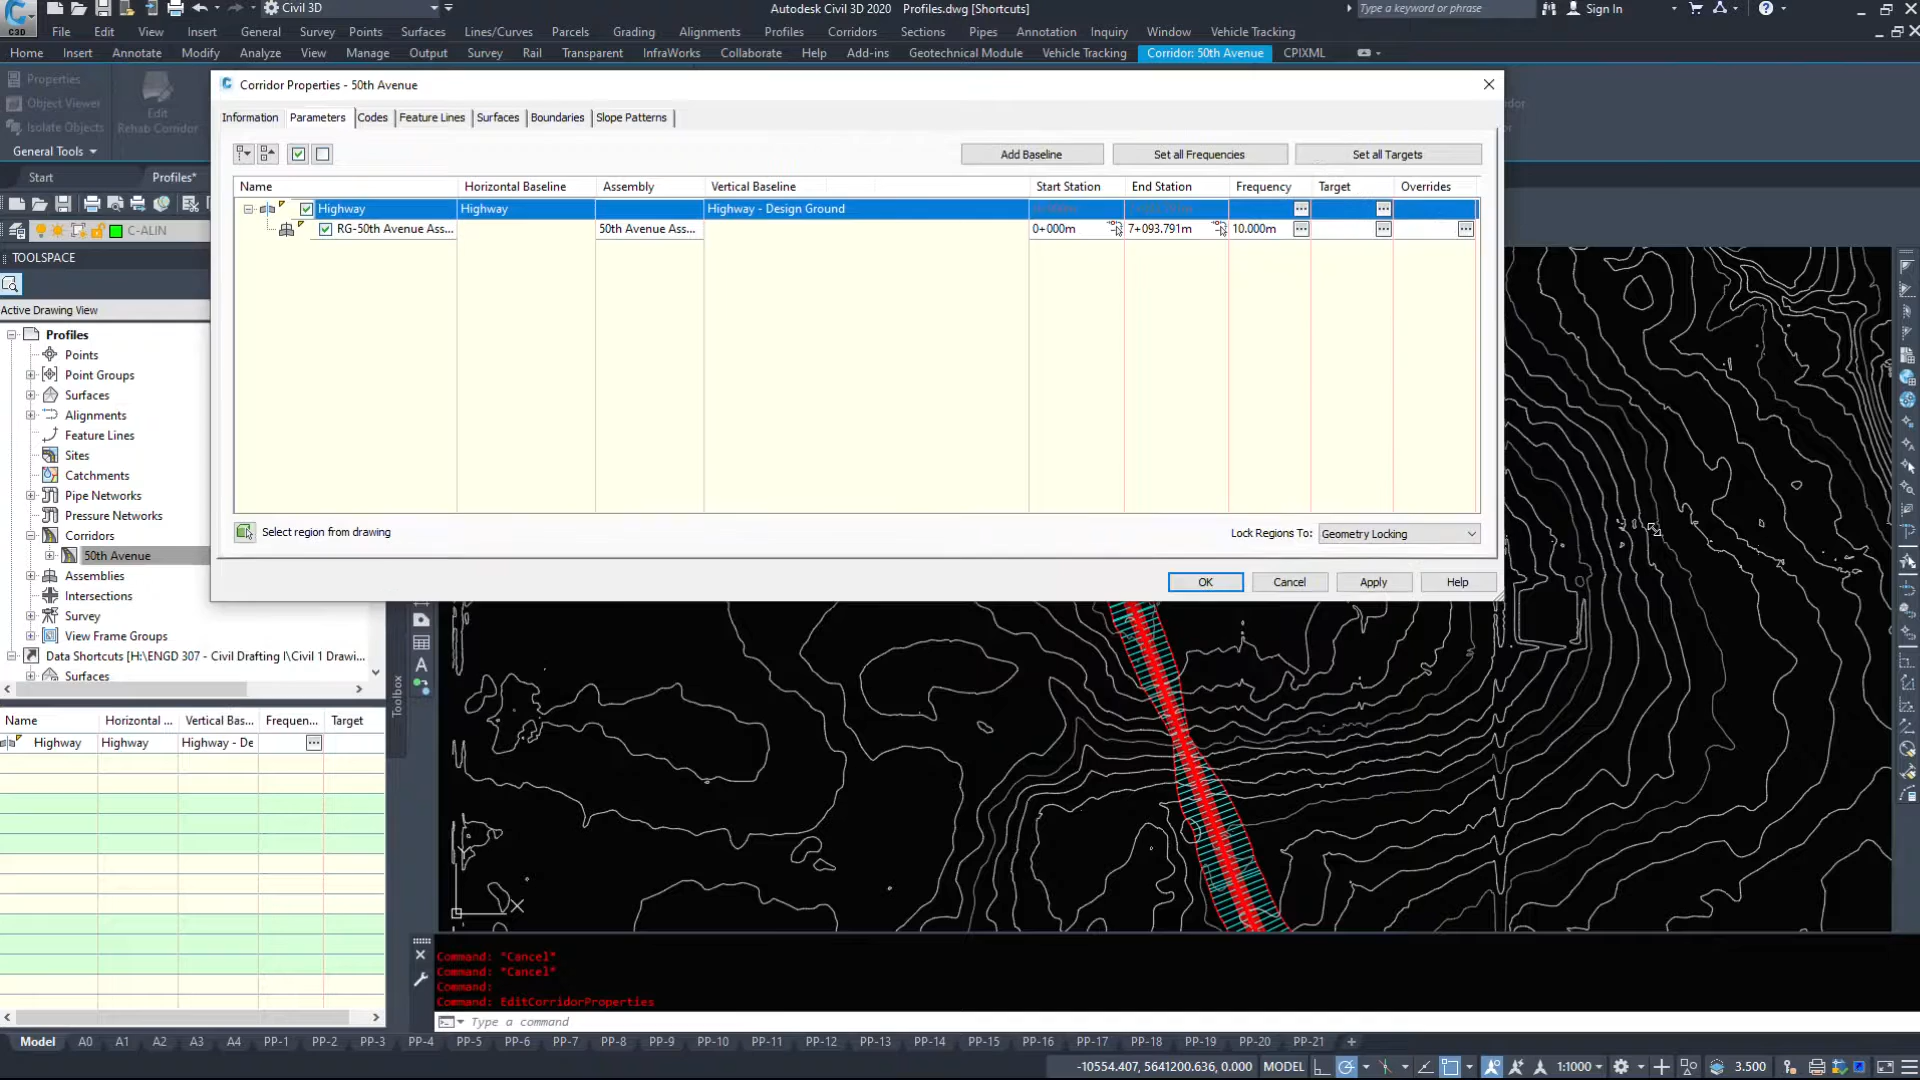 Civil 3D
Autodesk Civil 3D 2020 Profiles.dwg [Shortcuts]
Type a keyword or phrase
Sign In
C3D
File Edit View Insert General Survey Points Surfaces Lines/Curves Parcels Grading Alignments Profiles Corridors Sections Pipes Annotation Inquiry Window Vehicle Tracking
Home Insert Annotate Modify Analyze View Manage Output Survey Rail Transparent InfraWorks Collaborate Help Add-ins Geotechnical Module Vehicle Tracking Corridor: 50th Avenue CPIXML
Properties
Object Viewer
Isolate Objects
Edit
Rehab Corridor
General Tools
Start
Profiles*
C-ALIN
TOOLSPACE
Active Drawing View
Profiles
Points
Point Groups
Surfaces
Alignments
Feature Lines
Sites
Catchments
Pipe Networks
Pressure Networks
Corridors
50th Avenue
Assemblies
Intersections
Survey
View Frame Groups
Data Shortcuts [H:\ENGD 307 - Civil Drafting I\Civil 1 Drawi...
Surfaces
Name Horizontal ... Vertical Bas... Frequen... Target
Highway Highway Highway - De
Toolbox
Corridor Properties - 50th Avenue
Information Parameters Codes Feature Lines Surfaces Boundaries Slope Patterns
Add Baseline Set all Frequencies Set all Targets
Name Horizontal Baseline Assembly Vertical Baseline Start Station End Station Frequency Target Overrides
Highway Highway Highway - Design Ground
RG-50th Avenue Ass... 50th Avenue Ass... 0+000m 7+093.791m 10.000m
Select region from drawing
Lock Regions To: Geometry Locking
OK Cancel Apply Help
Command: *Cancel*
Command: *Cancel*
Command:
Command: EditCorridorProperties
Type a command
Model A0 A1 A2 A3 A4 PP-1 PP-2 PP-3 PP-4 PP-5 PP-6 PP-7 PP-8 PP-9 PP-10 PP-11 PP-12 PP-13 PP-14 PP-15 PP-16 PP-17 PP-18 PP-19 PP-20 PP-21
-10554.407, 5641200.636, 0.000 MODEL 1:1000 3.500